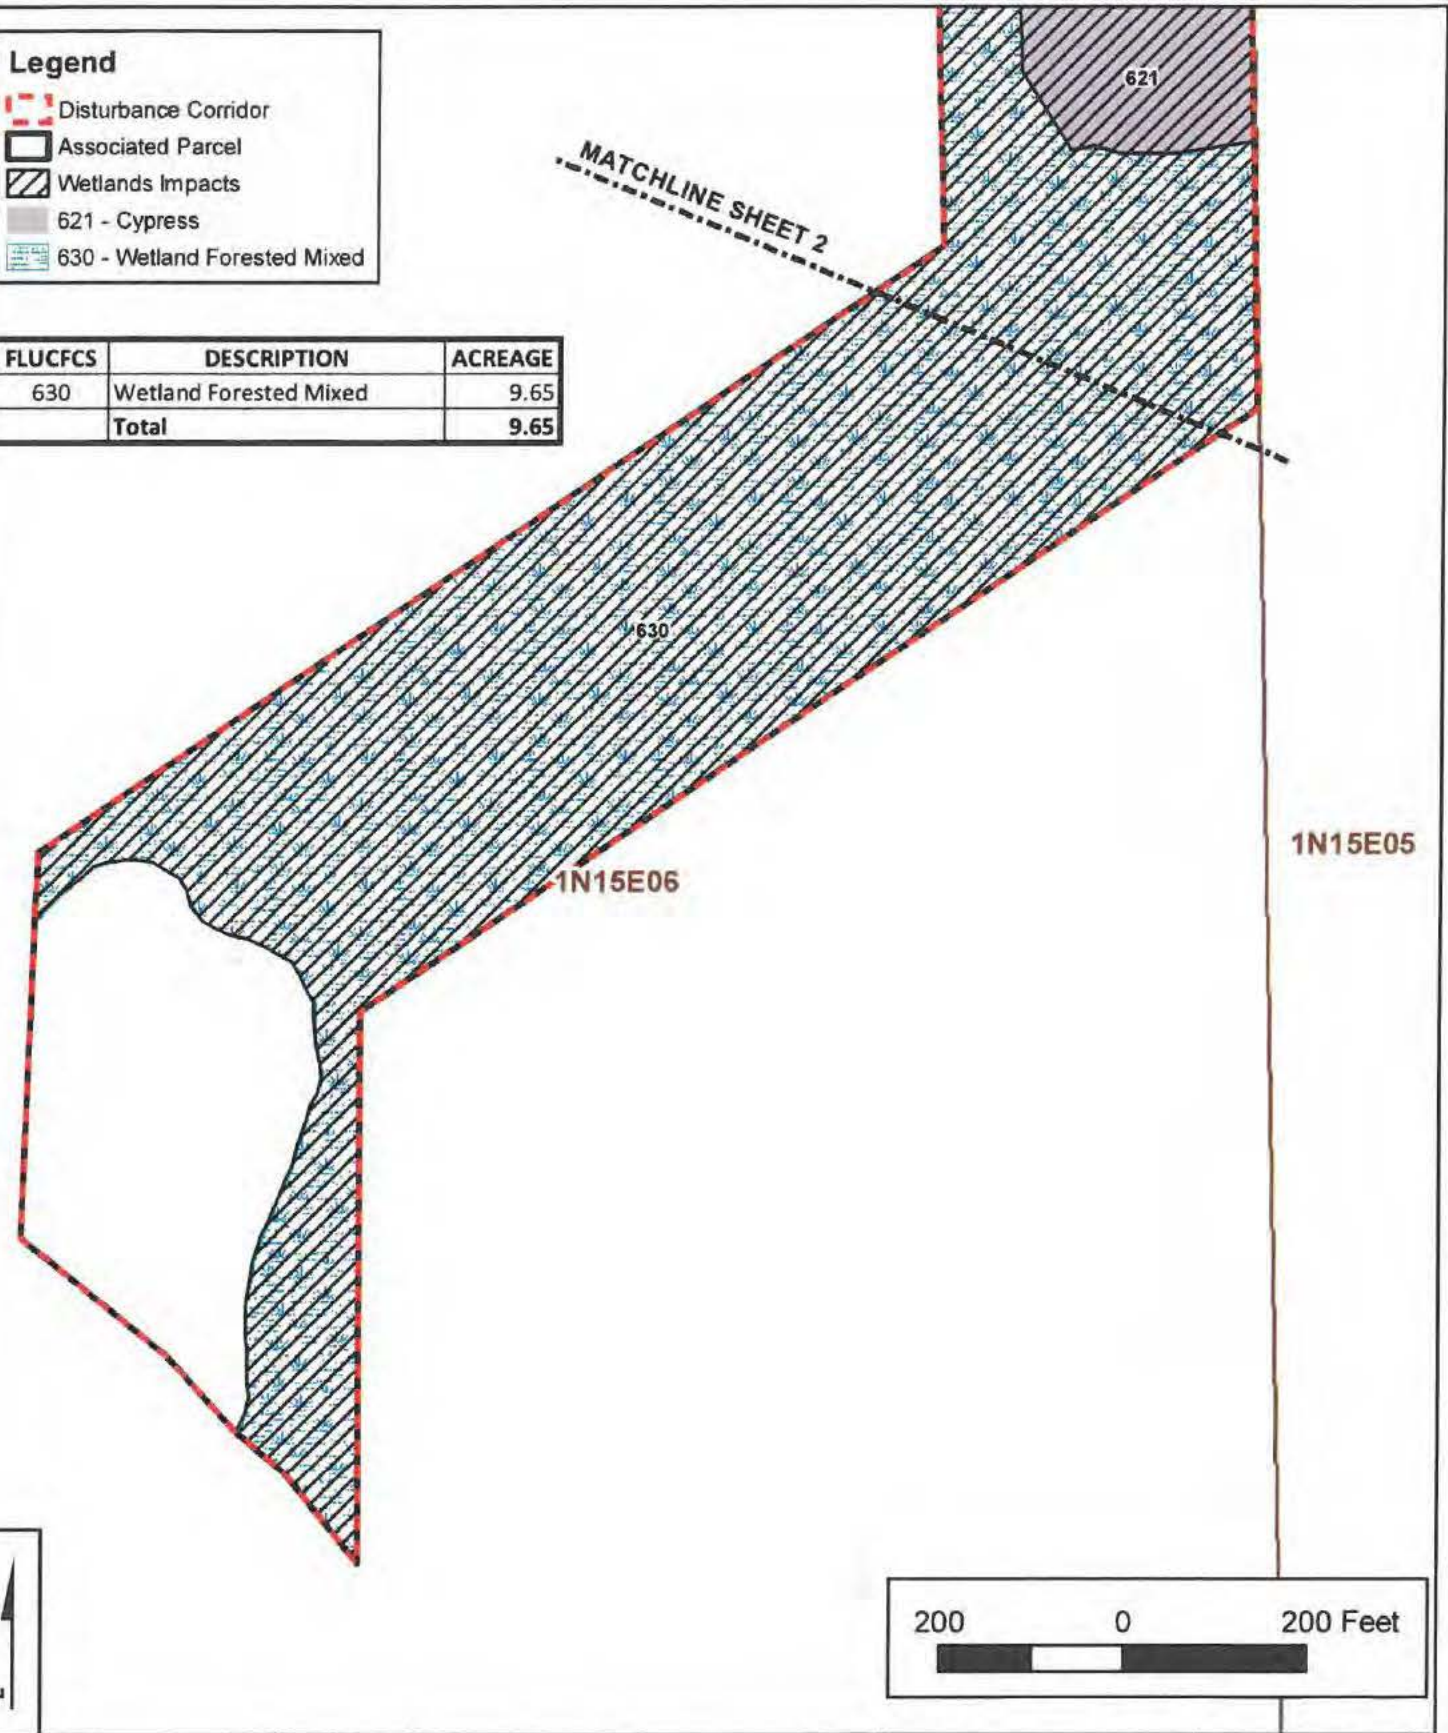 Legend
Disturbance Corridor
Associated Parcel
Wetlands Impacts
621 - Cypress
630 - Wetland Forested Mixed
FLUCFCS DESCRIPTION ACREAGE
630 Wetland Forested Mixed 9.65
Total 9.65
621
MATCHLINE SHEET 2
630
1N15E05
1N15E06
200 0 200 Feet